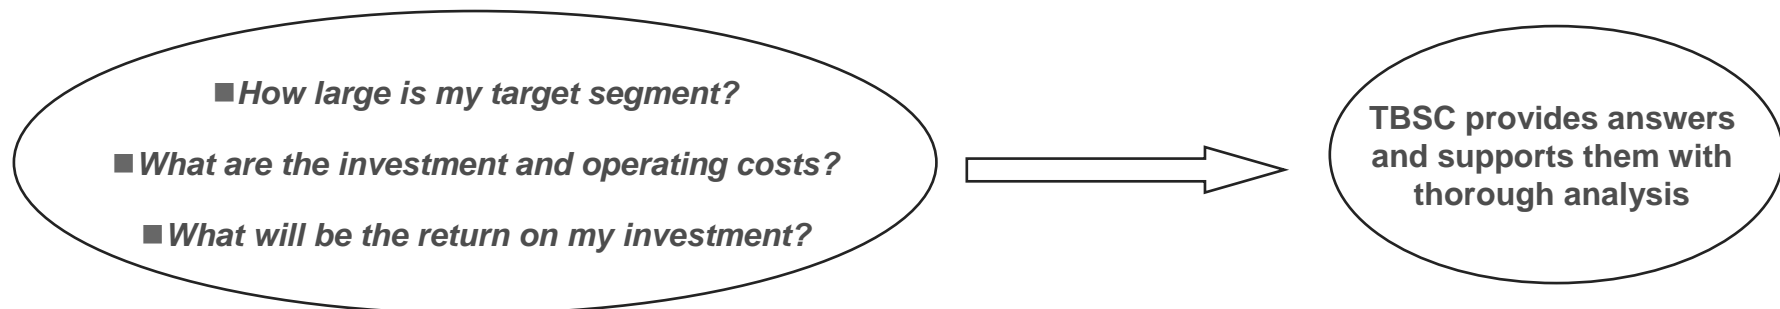 ■How large is my target segment?
■What are the investment and operating costs?
■What will be the return on my investment?
TBSC provides answers
and supports them with
thorough analysis